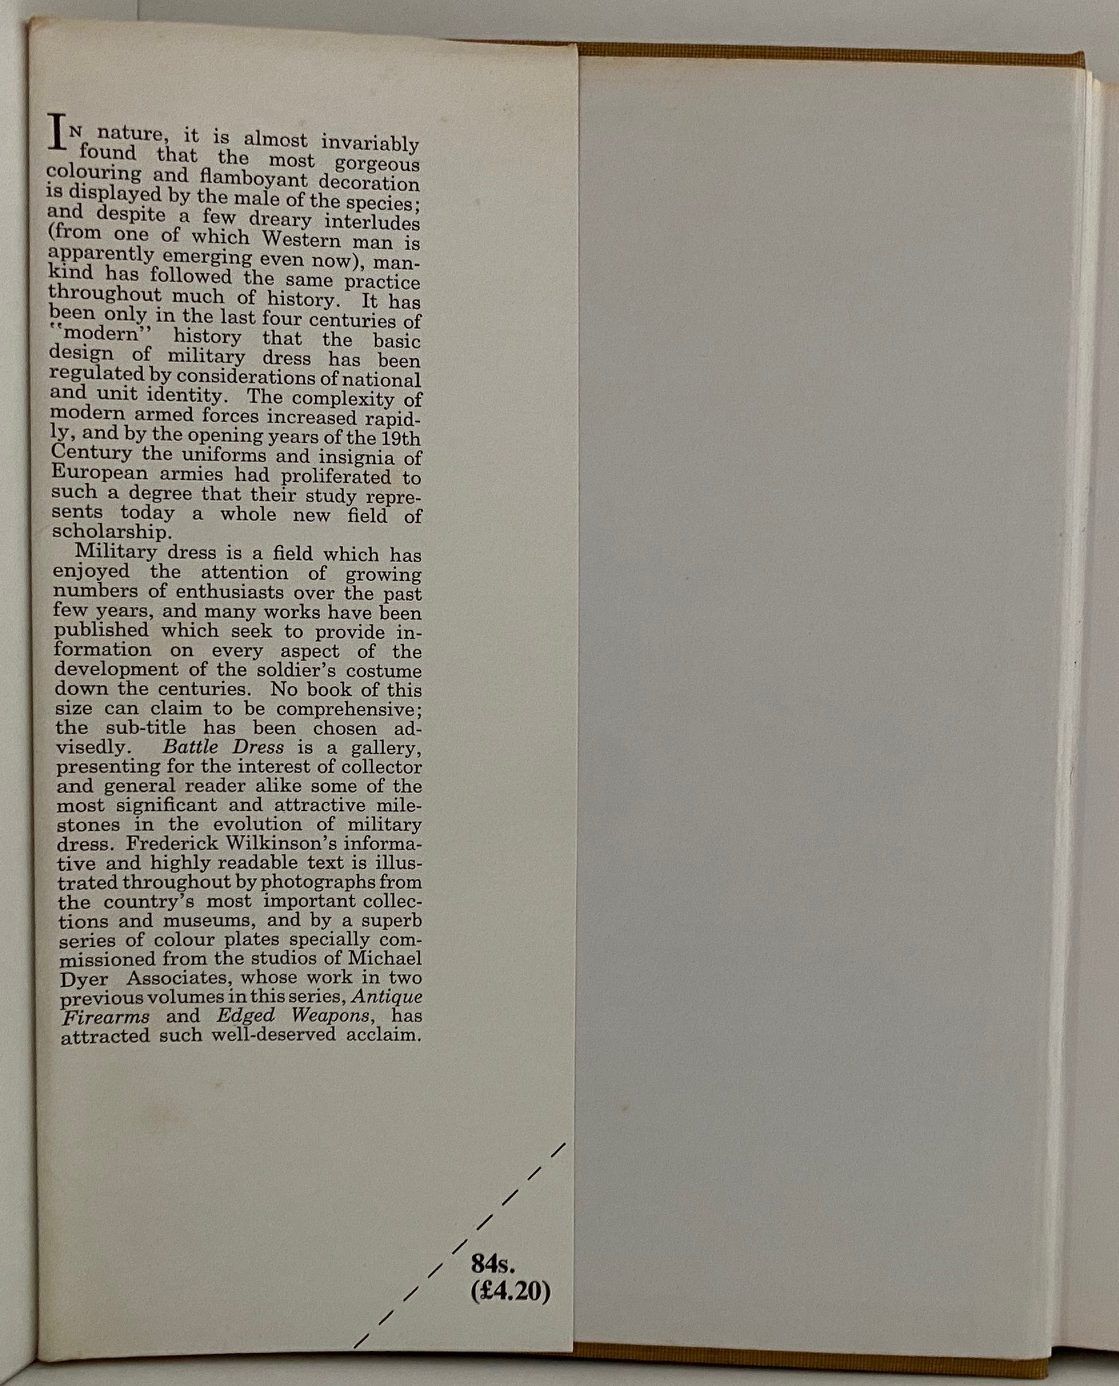 IN nature, it is almost invariably
found that the most gorgeous
colouring and flamboyant decoration
is displayed by the male of the species;
and despite a few dreary interludes
(from one of which Western man is
apparently emerging even now), man-
kind has followed the same practice
throughout much of history. It has
been only in the last four centuries of
"modern" history that the basic
design of military dress has been
regulated by considerations of national
and unit identity. The complexity of
modern armed forces increased rapid-
ly, and by the opening years of the 19th
Century the uniforms and insignia of
European armies had proliferated to
such a degree that their study repre-
sents today a whole new field of
scholarship.
Military dress is a field which has
enjoyed the attention of growing
numbers of enthusiasts over the past
few years, and many works have been
published which seek to provide in-
formation on every aspect of the
development of the soldier's costume
down the centuries. No book of this
size can claim to be comprehensive;
the sub-title has been chosen ad-
visedly. Battle Dress is a gallery,
presenting for the interest of collector
and general reader alike some of the
most significant and attractive mile-
stones in the evolution of military
dress. Frederick Wilkinson's informa-
tive and highly readable text is illus-
trated throughout by photographs from
the country's most important collec-
tions and museums, and by a superb
series of colour plates specially com-
missioned from the studios of Michael
Dyer Associates, whose work in two
previous volumes in this series, Antique
Firearms and Edged Weapons, has
attracted such well-deserved acclaim.
84s.
(£4.20)